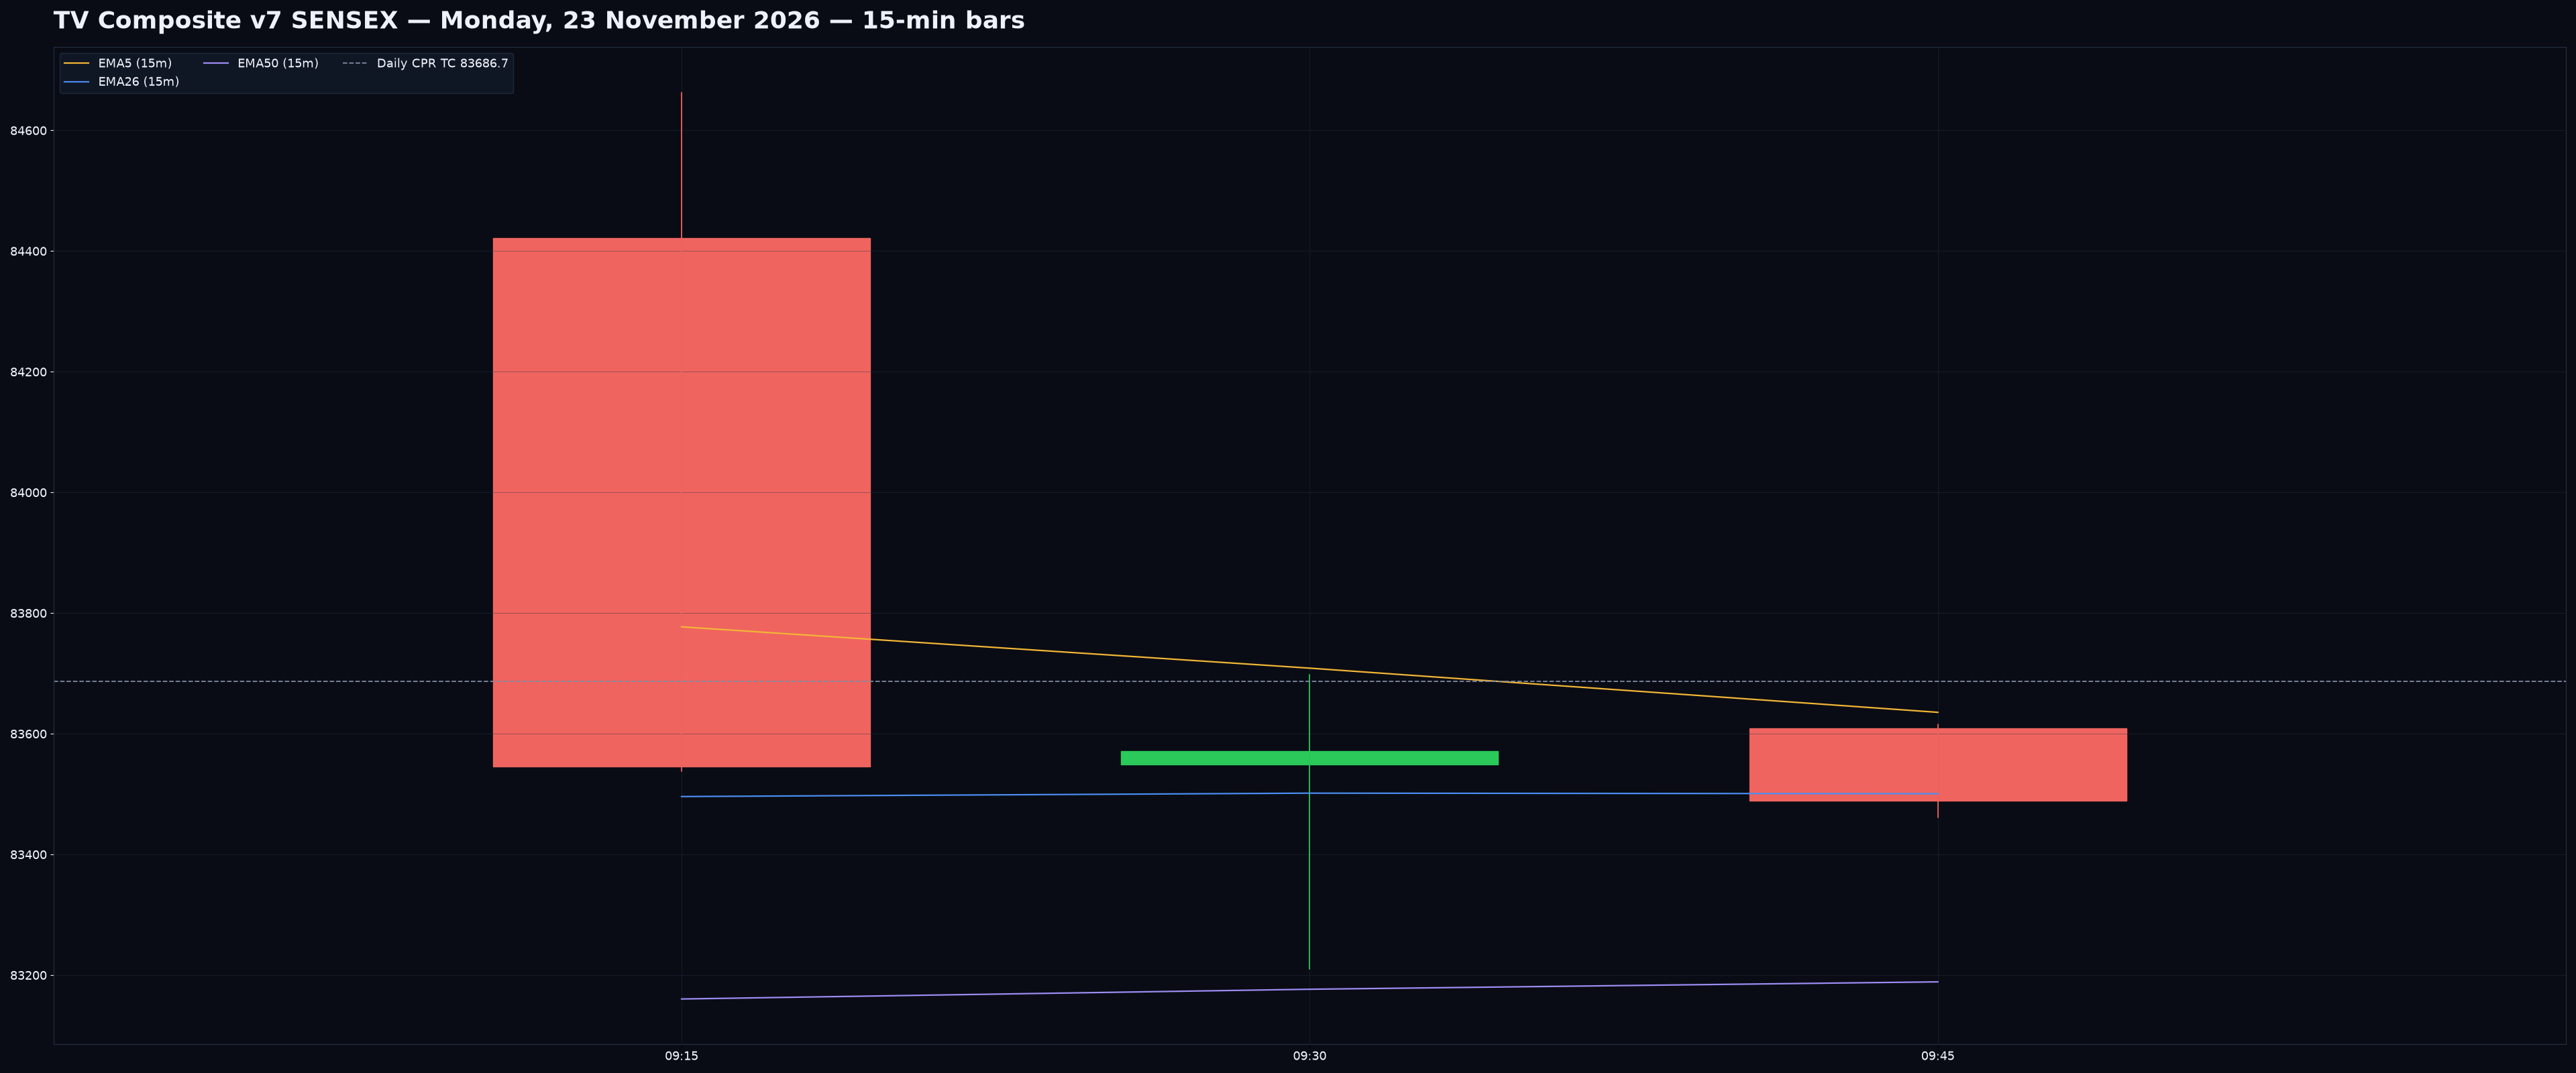 TV Composite v7 SENSEX — Monday, 23 November 2026 — 15-min bars
EMA5 (15m) EMA50 (15m) Daily CPR TC 83686.7
EMA26 (15m)
84600
84400
84200
84000
83800
83600
83400
83200
09:15 09:30 09:45